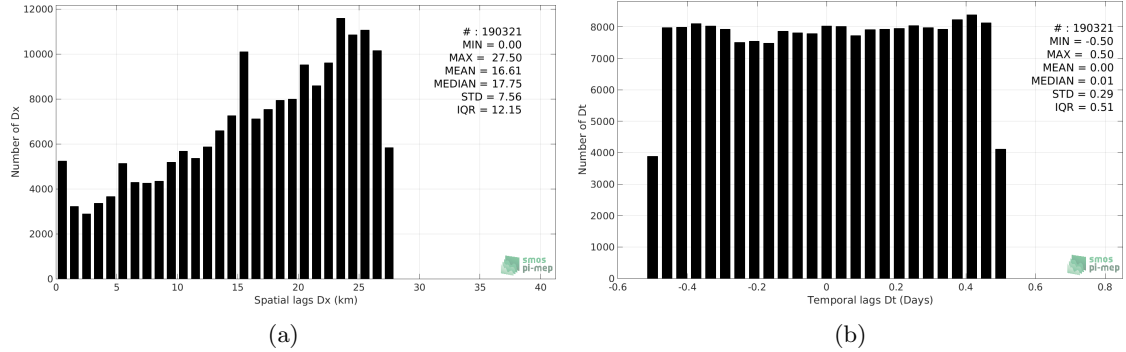 12000
10000
8000
6000
4000
2000
0
Number of Dx
# : 190321
MIN = 0.00
MAX = 27.50
MEAN = 16.61
MEDIAN = 17.75
STD = 7.56
IQR = 12.15
smos
pi-mep
0 5 10 15 20 25 30 35 40
Spatial lags Dx (km)
(a)
8000
7000
6000
5000
4000
3000
2000
1000
0
Number of Dt
# : 190321
MIN = -0.50
MAX = 0.50
MEAN = 0.00
MEDIAN = 0.01
STD = 0.29
IQR = 0.51
smos
pi-mep
-0.6 -0.4 -0.2 0 0.2 0.4 0.6 0.8
Temporal lags Dt (Days)
(b)